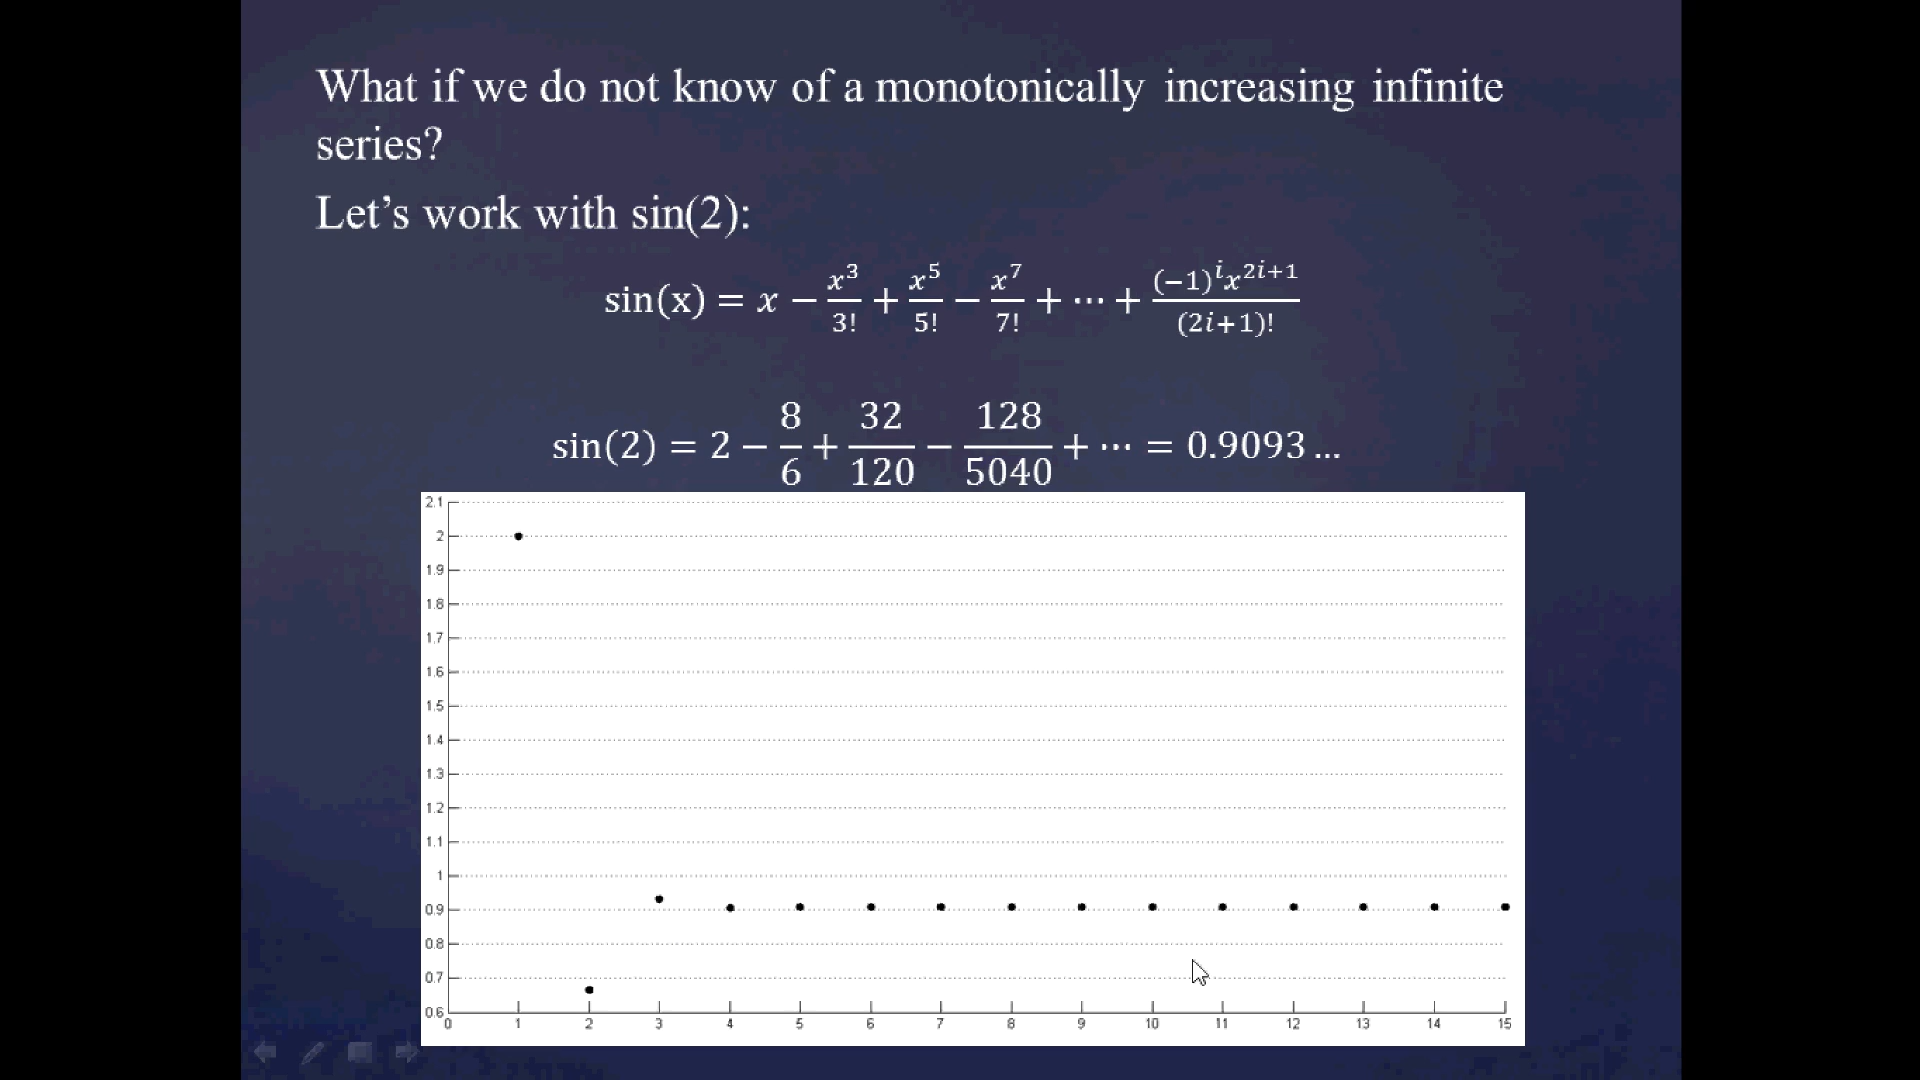 What if we do not know of a monotonically increasing infinite
series?
Let's work with sin(2):
sin(x) = x − x³/3! + x⁵/5! − x⁷/7! + ⋯ + (−1)ⁱx²ⁱ⁺¹/(2i+1)!
sin(2) = 2 − 8/6 + 32/120 − 128/5040 + ⋯ = 0.9093 …
2.1
2
1.9
1.8
1.7
1.6
1.5
1.4
1.3
1.2
1.1
1
0.9
0.8
0.7
0.6
0 1 2 3 4 5 6 7 8 9 10 11 12 13 14 15